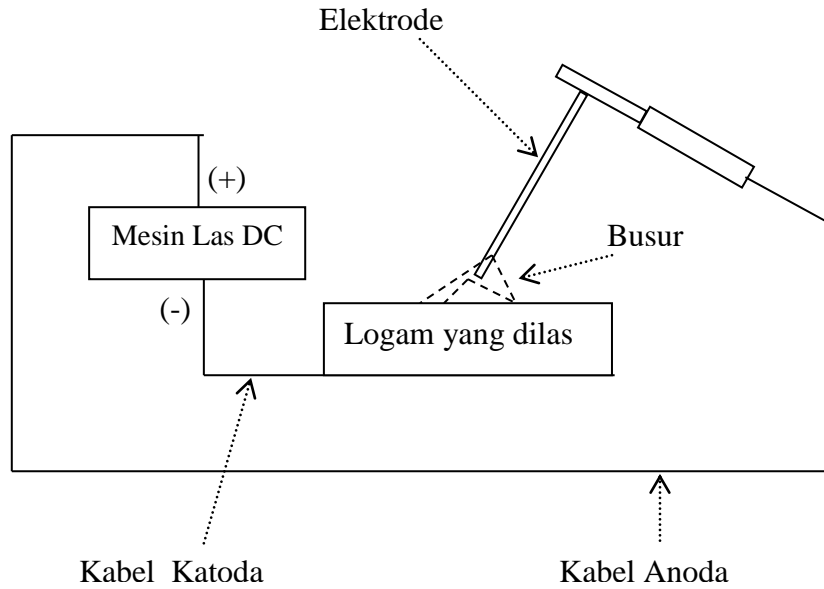 Elektrode
(+)
Mesin Las DC
Busur
(-)
Logam yang dilas
Kabel Katoda
Kabel Anoda